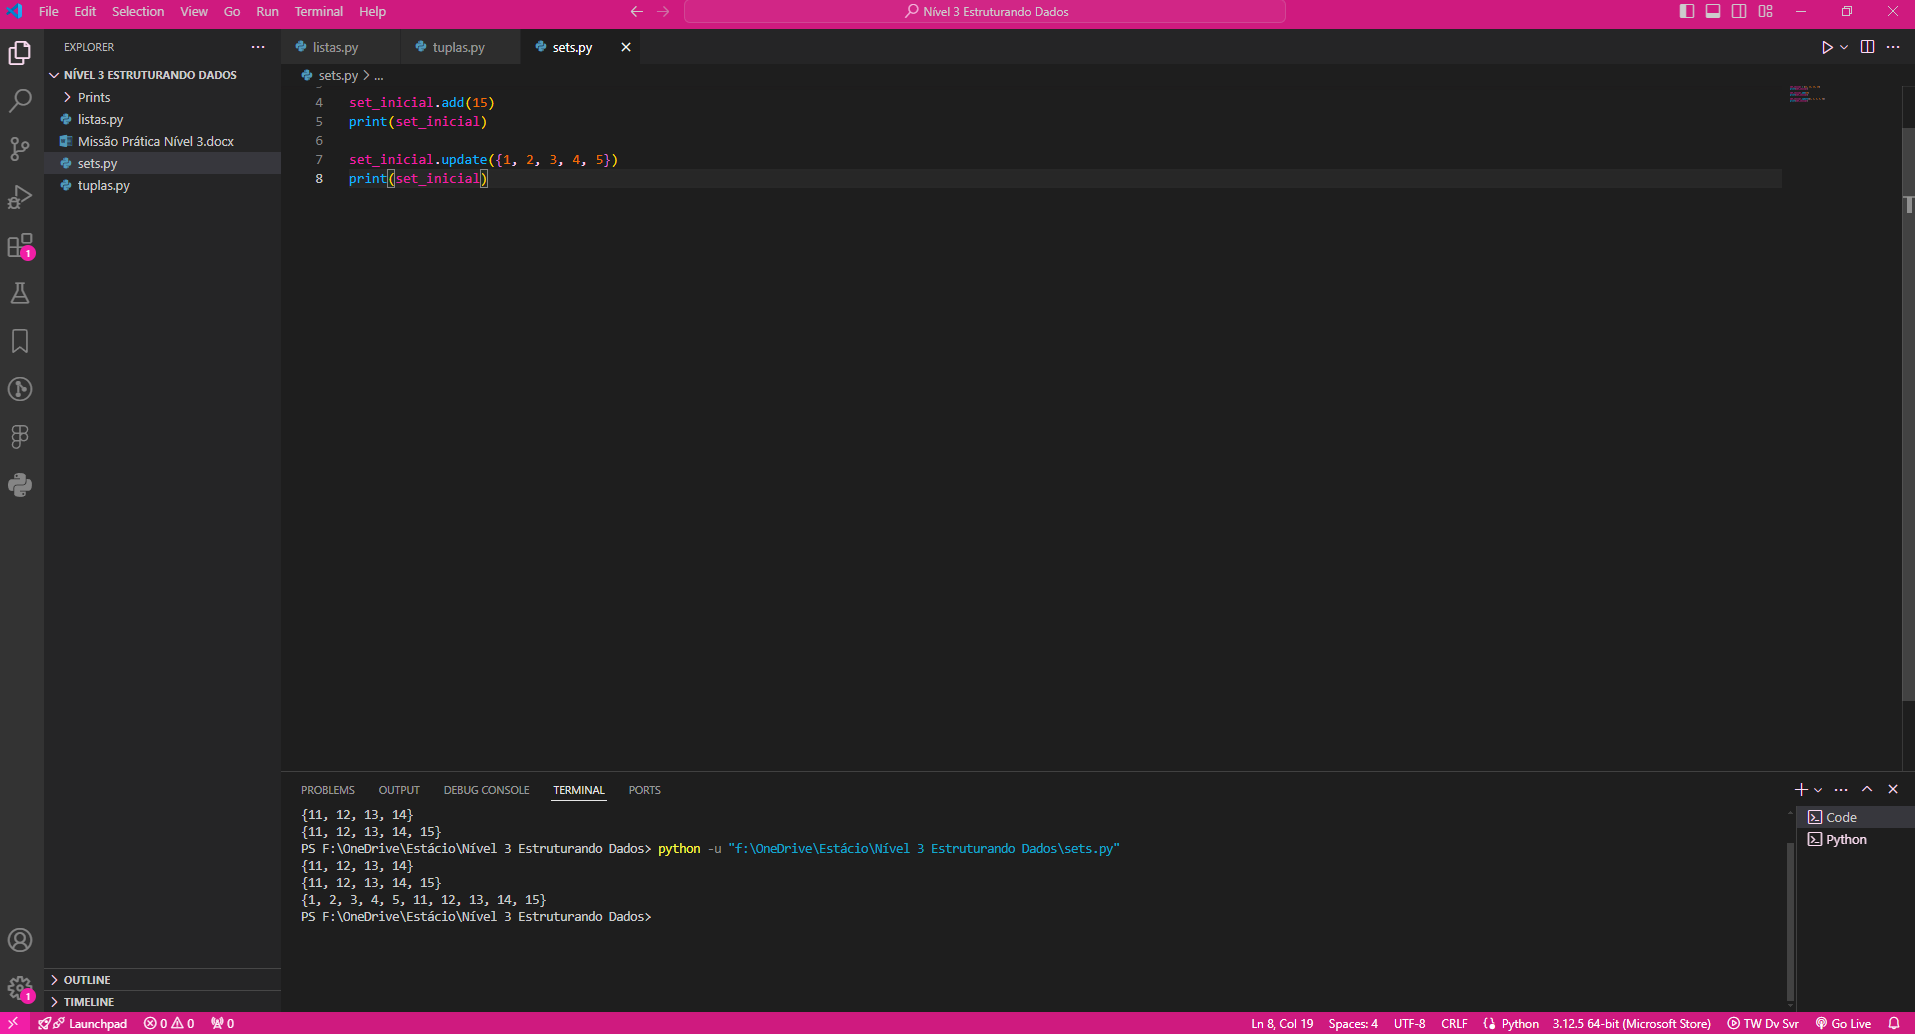 File Edit Selection View Go Run Terminal Help
Nível 3 Estruturando Dados
EXPLORER
NÍVEL 3 ESTRUTURANDO DADOS
Prints
listas.py
Missão Prática Nível 3.docx
sets.py
tuplas.py
1
OUTLINE
TIMELINE
1
listas.py tuplas.py sets.py
sets.py > ...
4 set_inicial.add(15)
5 print(set_inicial)
6
7 set_inicial.update({1, 2, 3, 4, 5})
8 print(set_inicial)
PROBLEMS OUTPUT DEBUG CONSOLE TERMINAL PORTS
{11, 12, 13, 14}
{11, 12, 13, 14, 15}
PS F:\OneDrive\Estácio\Nível 3 Estruturando Dados> python -u "f:\OneDrive\Estácio\Nível 3 Estruturando Dados\sets.py"
{11, 12, 13, 14}
{11, 12, 13, 14, 15}
{1, 2, 3, 4, 5, 11, 12, 13, 14, 15}
PS F:\OneDrive\Estácio\Nível 3 Estruturando Dados>
Code
Python
Launchpad 0 0 0 Ln 8, Col 19 Spaces: 4 UTF-8 CRLF Python 3.12.5 64-bit (Microsoft Store) TW Dv Svr Go Live